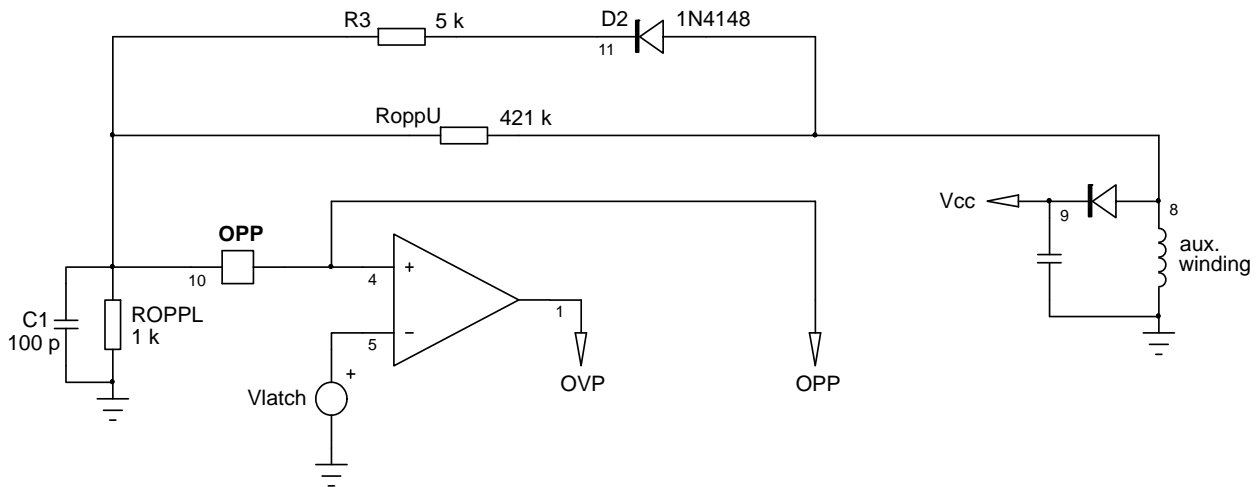 R3
5 k
D2
1N4148
11
RoppU
421 k
Vcc
9
8
OPP
aux.
winding
10
4
+
C1
100 p
ROPPL
1 k
1
5
−
+
Vlatch
OVP
OPP